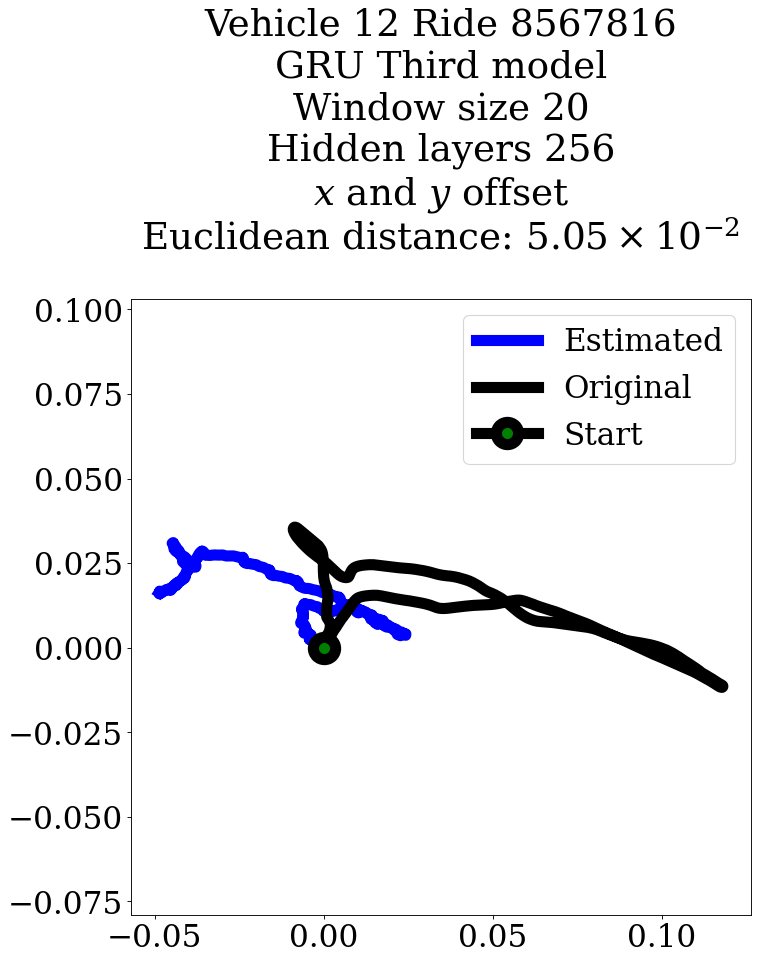 Vehicle 12 Ride 8567816
GRU Third model
Window size 20
Hidden layers 256
x and y offset
Euclidean distance: 5.05 × 10⁻²
Estimated
Original
Start
0.100
0.075
0.050
0.025
0.000
−0.025
−0.050
−0.075
−0.05 0.00 0.05 0.10